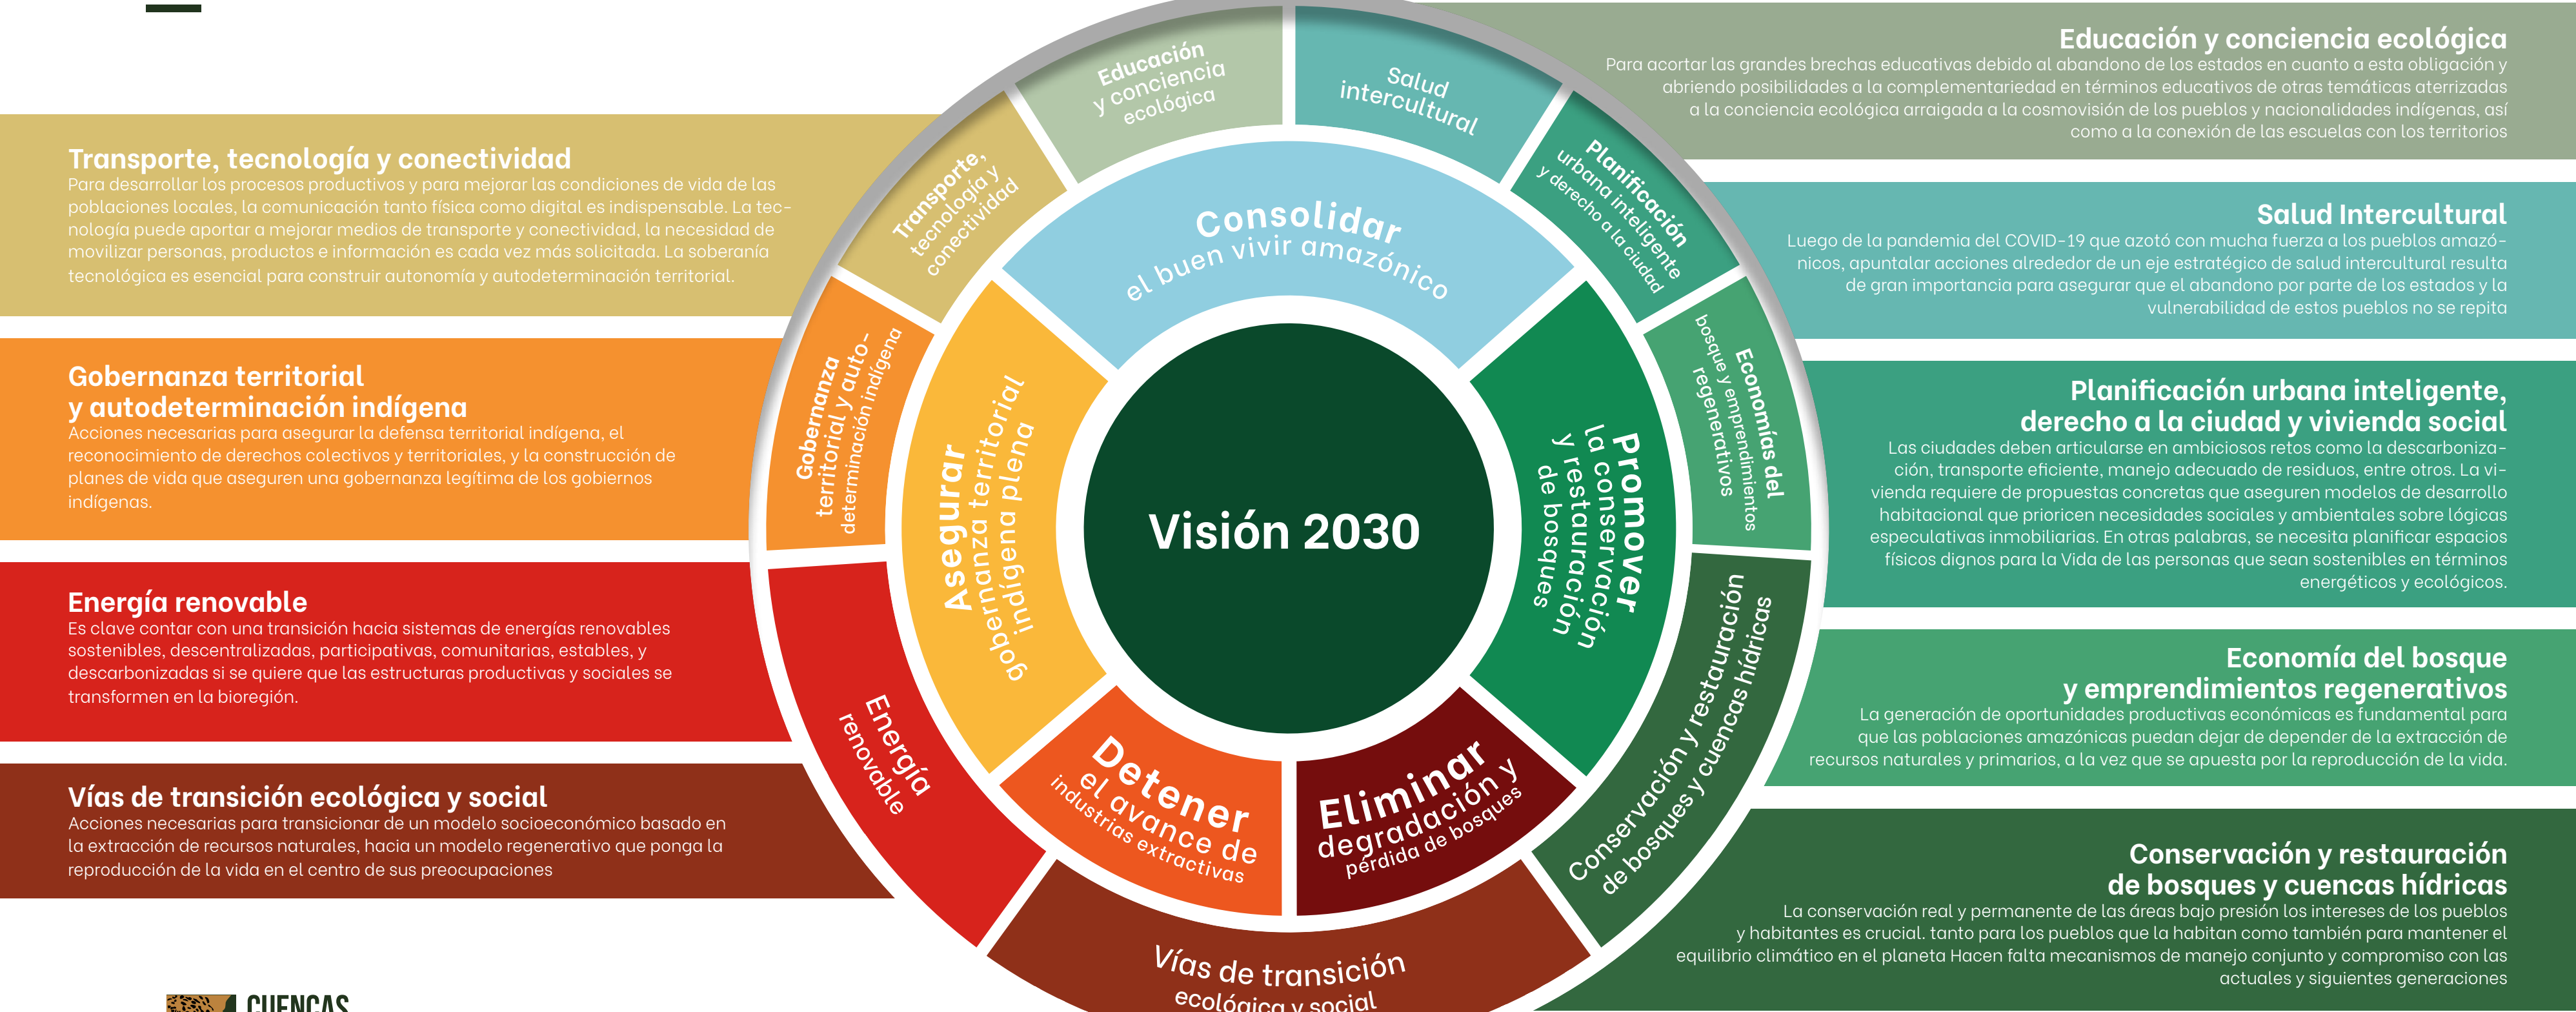 Transporte, tecnología y conectividad
Para desarrollar los procesos productivos y para mejorar las condiciones de vida de las
poblaciones locales, la comunicación tanto física como digital es indispensable. La tec-
nología puede aportar a mejorar medios de transporte y conectividad, la necesidad de
movilizar personas, productos e información es cada vez más solicitada. La soberanía
tecnológica es esencial para construir autonomía y autodeterminación territorial.
Gobernanza territorial
y autodeterminación indígena
Acciones necesarias para asegurar la defensa territorial indígena, el
reconocimiento de derechos colectivos y territoriales, y la construcción de
planes de vida que aseguren una gobernanza legítima de los gobiernos
indígenas.
Energía renovable
Es clave contar con una transición hacia sistemas de energías renovables
sostenibles, descentralizadas, participativas, comunitarias, estables, y
descarbonizadas si se quiere que las estructuras productivas y sociales se
transformen en la bioregión.
Vías de transición ecológica y social
Acciones necesarias para transicionar de un modelo socioeconómico basado en
la extracción de recursos naturales, hacia un modelo regenerativo que ponga la
reproducción de la vida en el centro de sus preocupaciones
CUENCAS
Educación
y conciencia
ecológica
Salud
intercultural
Planificación
urbana inteligente
y derecho a la ciudad
Economías del
bosque y emprendimientos
regenerativos
Conservación y restauración
de bosques y cuencas hídricas
Vías de transición
ecológica y social
Energía
renovable
Gobernanza
territorial y auto-
determinación indígena
Transporte,
tecnología y
conectividad
Consolidar
el buen vivir amazónico
Promover
la conservación
y restauración
de bosques
Eliminar
degradación y
pérdida de bosques
Detener
el avance de
industrias extractivas
Asegurar
gobernanza territorial
indígena plena
Visión 2030
Educación y conciencia ecológica
Para acortar las grandes brechas educativas debido al abandono de los estados en cuanto a esta obligación y
abriendo posibilidades a la complementariedad en términos educativos de otras temáticas aterrizadas
a la conciencia ecológica arraigada a la cosmovisión de los pueblos y nacionalidades indígenas, así
como a la conexión de las escuelas con los territorios
Salud Intercultural
Luego de la pandemia del COVID-19 que azotó con mucha fuerza a los pueblos amazó-
nicos, apuntalar acciones alrededor de un eje estratégico de salud intercultural resulta
de gran importancia para asegurar que el abandono por parte de los estados y la
vulnerabilidad de estos pueblos no se repita
Planificación urbana inteligente,
derecho a la ciudad y vivienda social
Las ciudades deben articularse en ambiciosos retos como la descarboniza-
ción, transporte eficiente, manejo adecuado de residuos, entre otros. La vi-
vienda requiere de propuestas concretas que aseguren modelos de desarrollo
habitacional que prioricen necesidades sociales y ambientales sobre lógicas
especulativas inmobiliarias. En otras palabras, se necesita planificar espacios
físicos dignos para la Vida de las personas que sean sostenibles en términos
energéticos y ecológicos.
Economía del bosque
y emprendimientos regenerativos
La generación de oportunidades productivas económicas es fundamental para
que las poblaciones amazónicas puedan dejar de depender de la extracción de
recursos naturales y primarios, a la vez que se apuesta por la reproducción de la vida.
Conservación y restauración
de bosques y cuencas hídricas
La conservación real y permanente de las áreas bajo presión los intereses de los pueblos
y habitantes es crucial. tanto para los pueblos que la habitan como también para mantener el
equilibrio climático en el planeta Hacen falta mecanismos de manejo conjunto y compromiso con las
actuales y siguientes generaciones